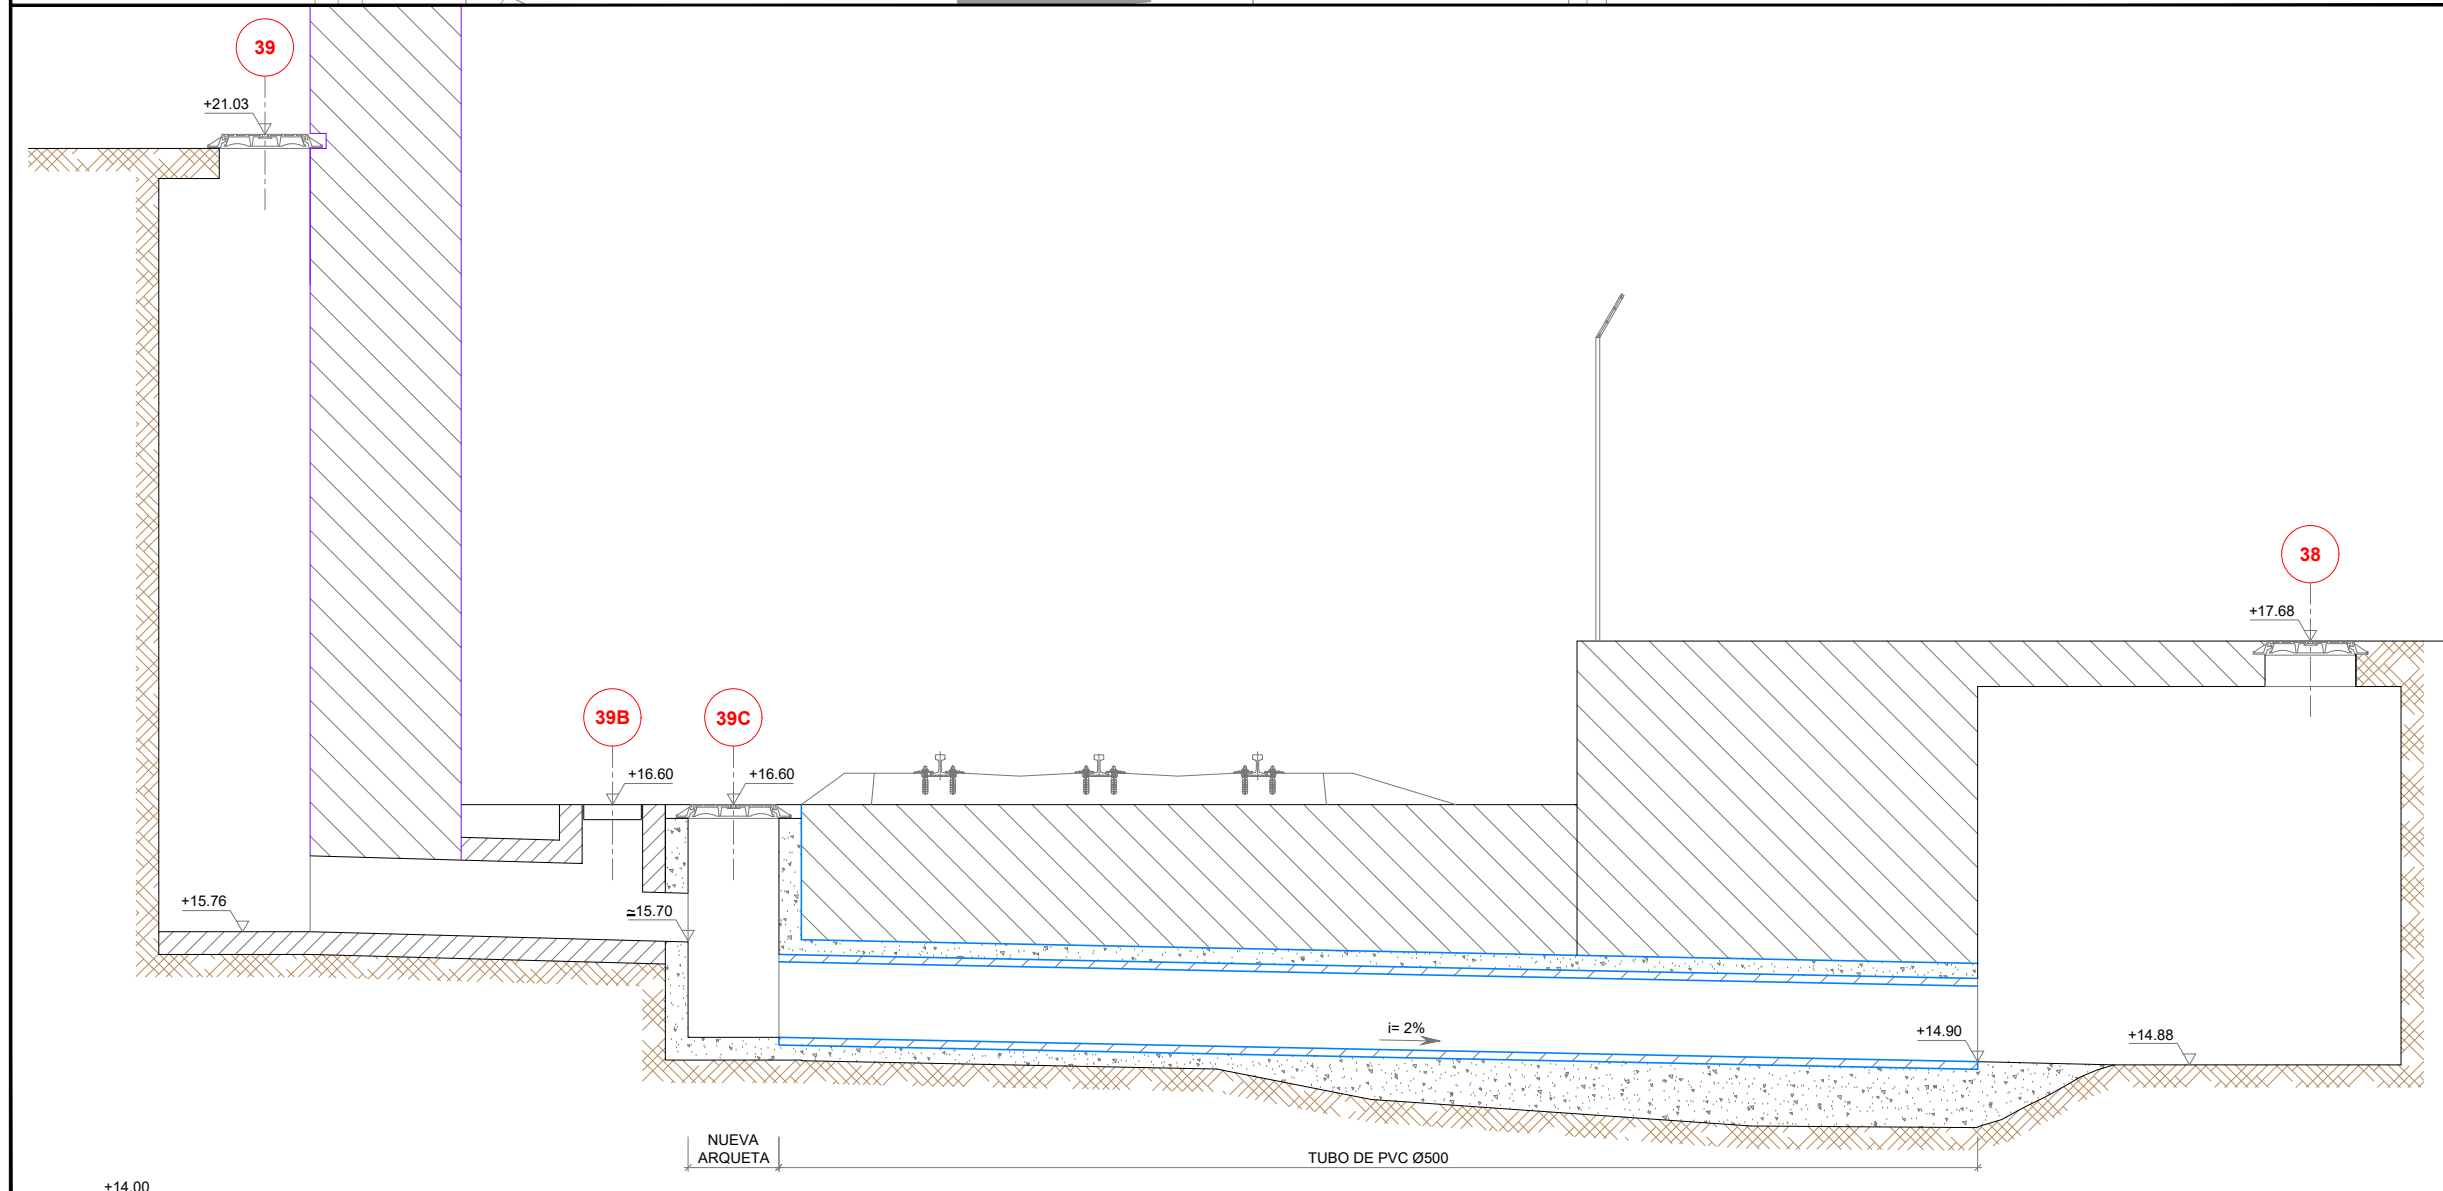 39
+21.03
38
+17.68
39B
39C
+16.60
+16.60
+15.76
≃15.70
i= 2%
+14.90
+14.88
NUEVA
ARQUETA
TUBO DE PVC Ø500
+14.00